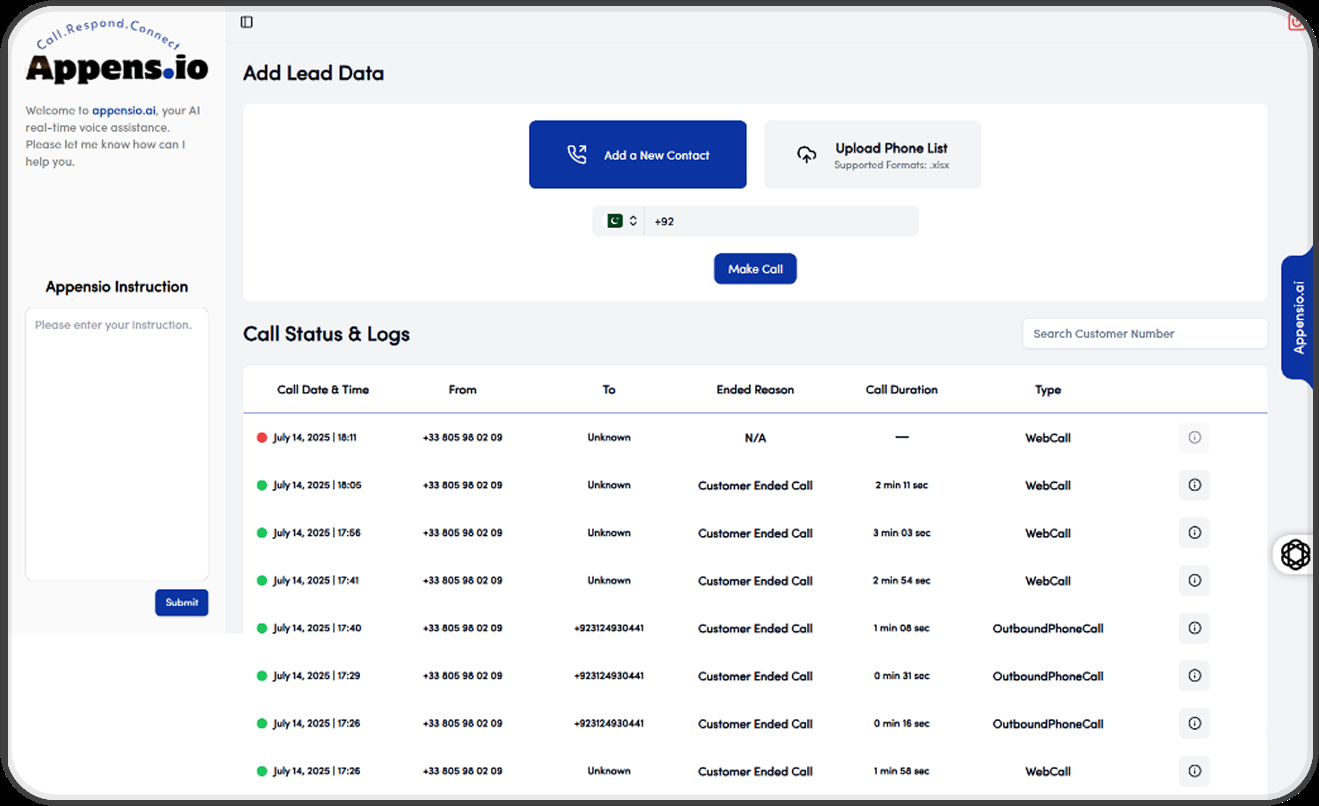 Call.Respond.Connect
Appens.io
Welcome to appensio.ai, your AI
real-time voice assistance.
Please let me know how can I
help you.
Appensio Instruction
Please enter your instruction.
Submit
Add Lead Data
Add a New Contact
Upload Phone List
Supported Formats: .xlsx
+92
Make Call
Call Status & Logs
Search Customer Number
Call Date & Time From To Ended Reason Call Duration Type
July 14, 2025 | 18:11 +33 805 98 02 09 Unknown N/A — WebCall
July 14, 2025 | 18:05 +33 805 98 02 09 Unknown Customer Ended Call 2 min 11 sec WebCall
July 14, 2025 | 17:56 +33 805 98 02 09 Unknown Customer Ended Call 3 min 03 sec WebCall
July 14, 2025 | 17:41 +33 805 98 02 09 Unknown Customer Ended Call 2 min 54 sec WebCall
July 14, 2025 | 17:40 +33 805 98 02 09 +923124930441 Customer Ended Call 1 min 08 sec OutboundPhoneCall
July 14, 2025 | 17:29 +33 805 98 02 09 +923124930441 Customer Ended Call 0 min 31 sec OutboundPhoneCall
July 14, 2025 | 17:26 +33 805 98 02 09 +923124930441 Customer Ended Call 0 min 16 sec OutboundPhoneCall
July 14, 2025 | 17:26 +33 805 98 02 09 Unknown Customer Ended Call 1 min 58 sec WebCall
Appensio.ai